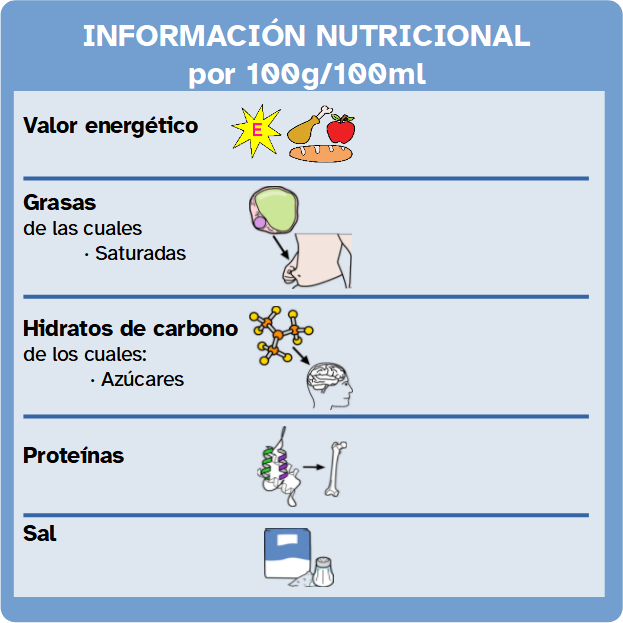 INFORMACIÓN NUTRICIONAL
por 100g/100ml
Valor energético
E
Grasas
de las cuales
· Saturadas
Hidratos de carbono
de los cuales:
· Azúcares
Proteínas
Sal